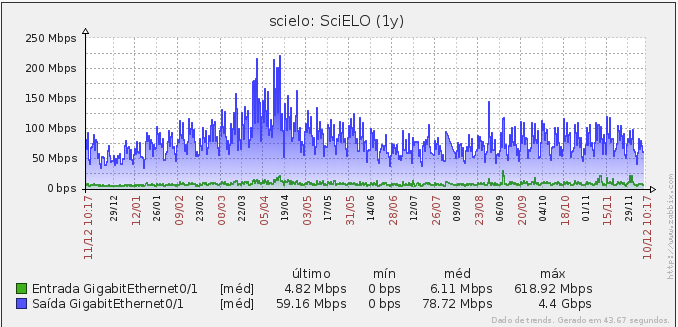 scielo: SciELO (1y)
250 Mbps
200 Mbps
150 Mbps
100 Mbps
50 Mbps
0 bps
11/12 10:17 29/12 12/01 26/01 09/02 23/02 00/03 22/03 05/04 19/04 03/05 17/05 31/05 14/06 28/06 12/07 26/07 09/08 23/08 06/09 20/09 04/10 18/10 01/11 15/11 29/11 10/12 10:17
último mín méd máx
Entrada GigabitEthernet0/1 [méd] 4.82 Mbps 0 bps 6.11 Mbps 618.92 Mbps
Saída GigabitEthernet0/1 [méd] 59.16 Mbps 0 bps 78.72 Mbps 4.4 Gbps
Dado de trends. Gerado em 43.67 segundos.
http://www.zabbix.com